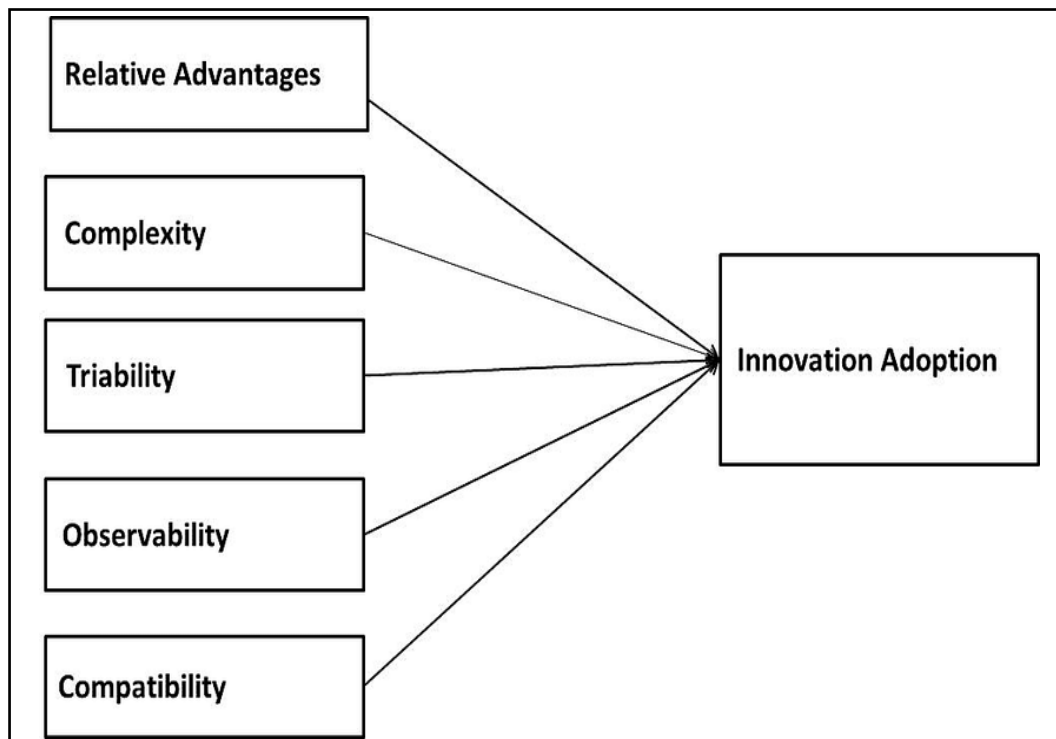 Relative Advantages
Complexity
Triability
Observability
Compatibility
Innovation Adoption